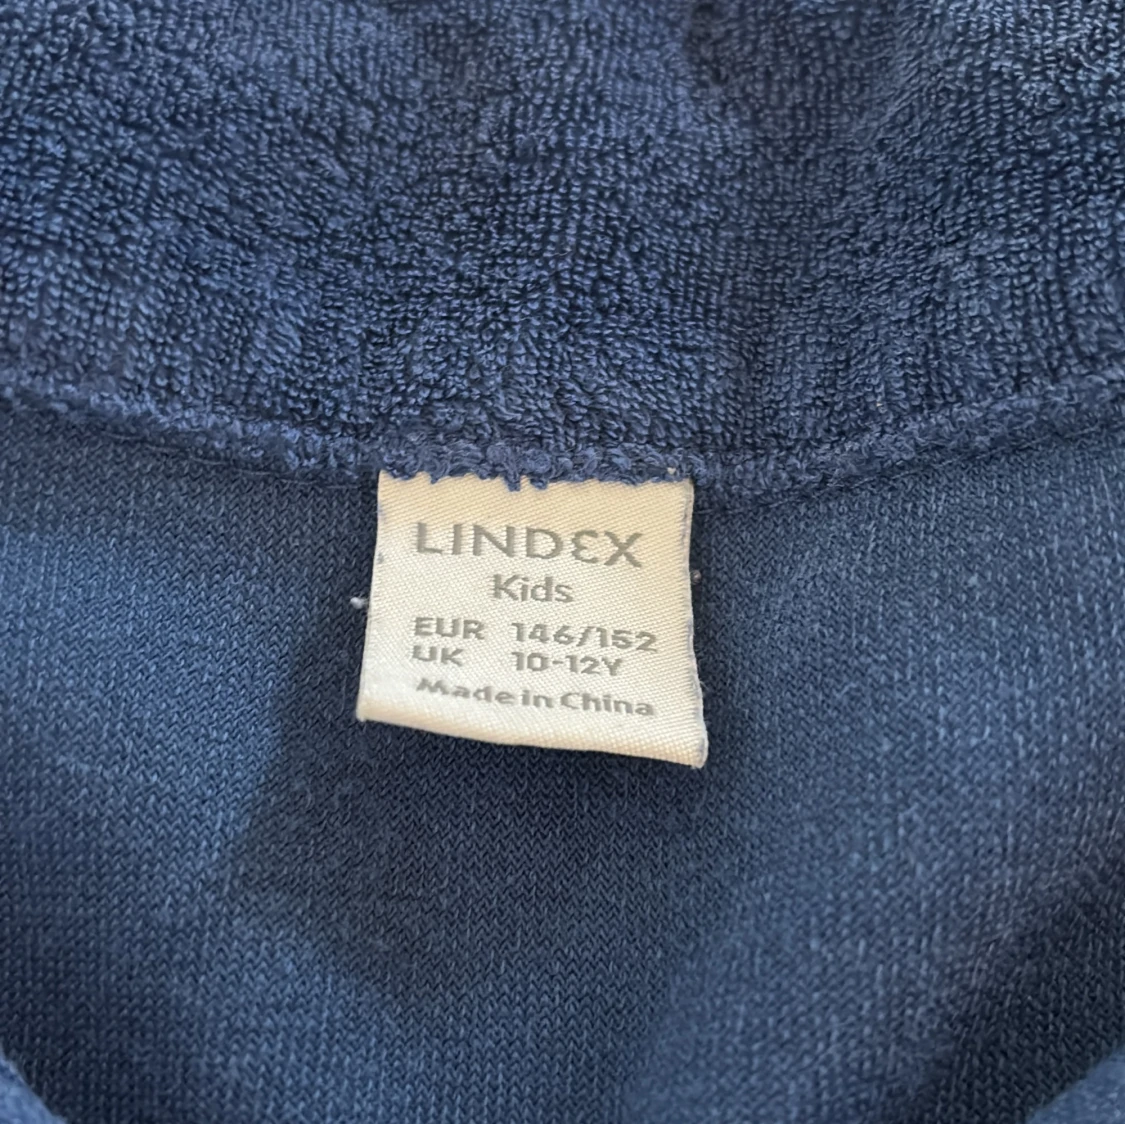 LINDEX
Kids
EUR 146/152
UK 10-12Y
Made in China